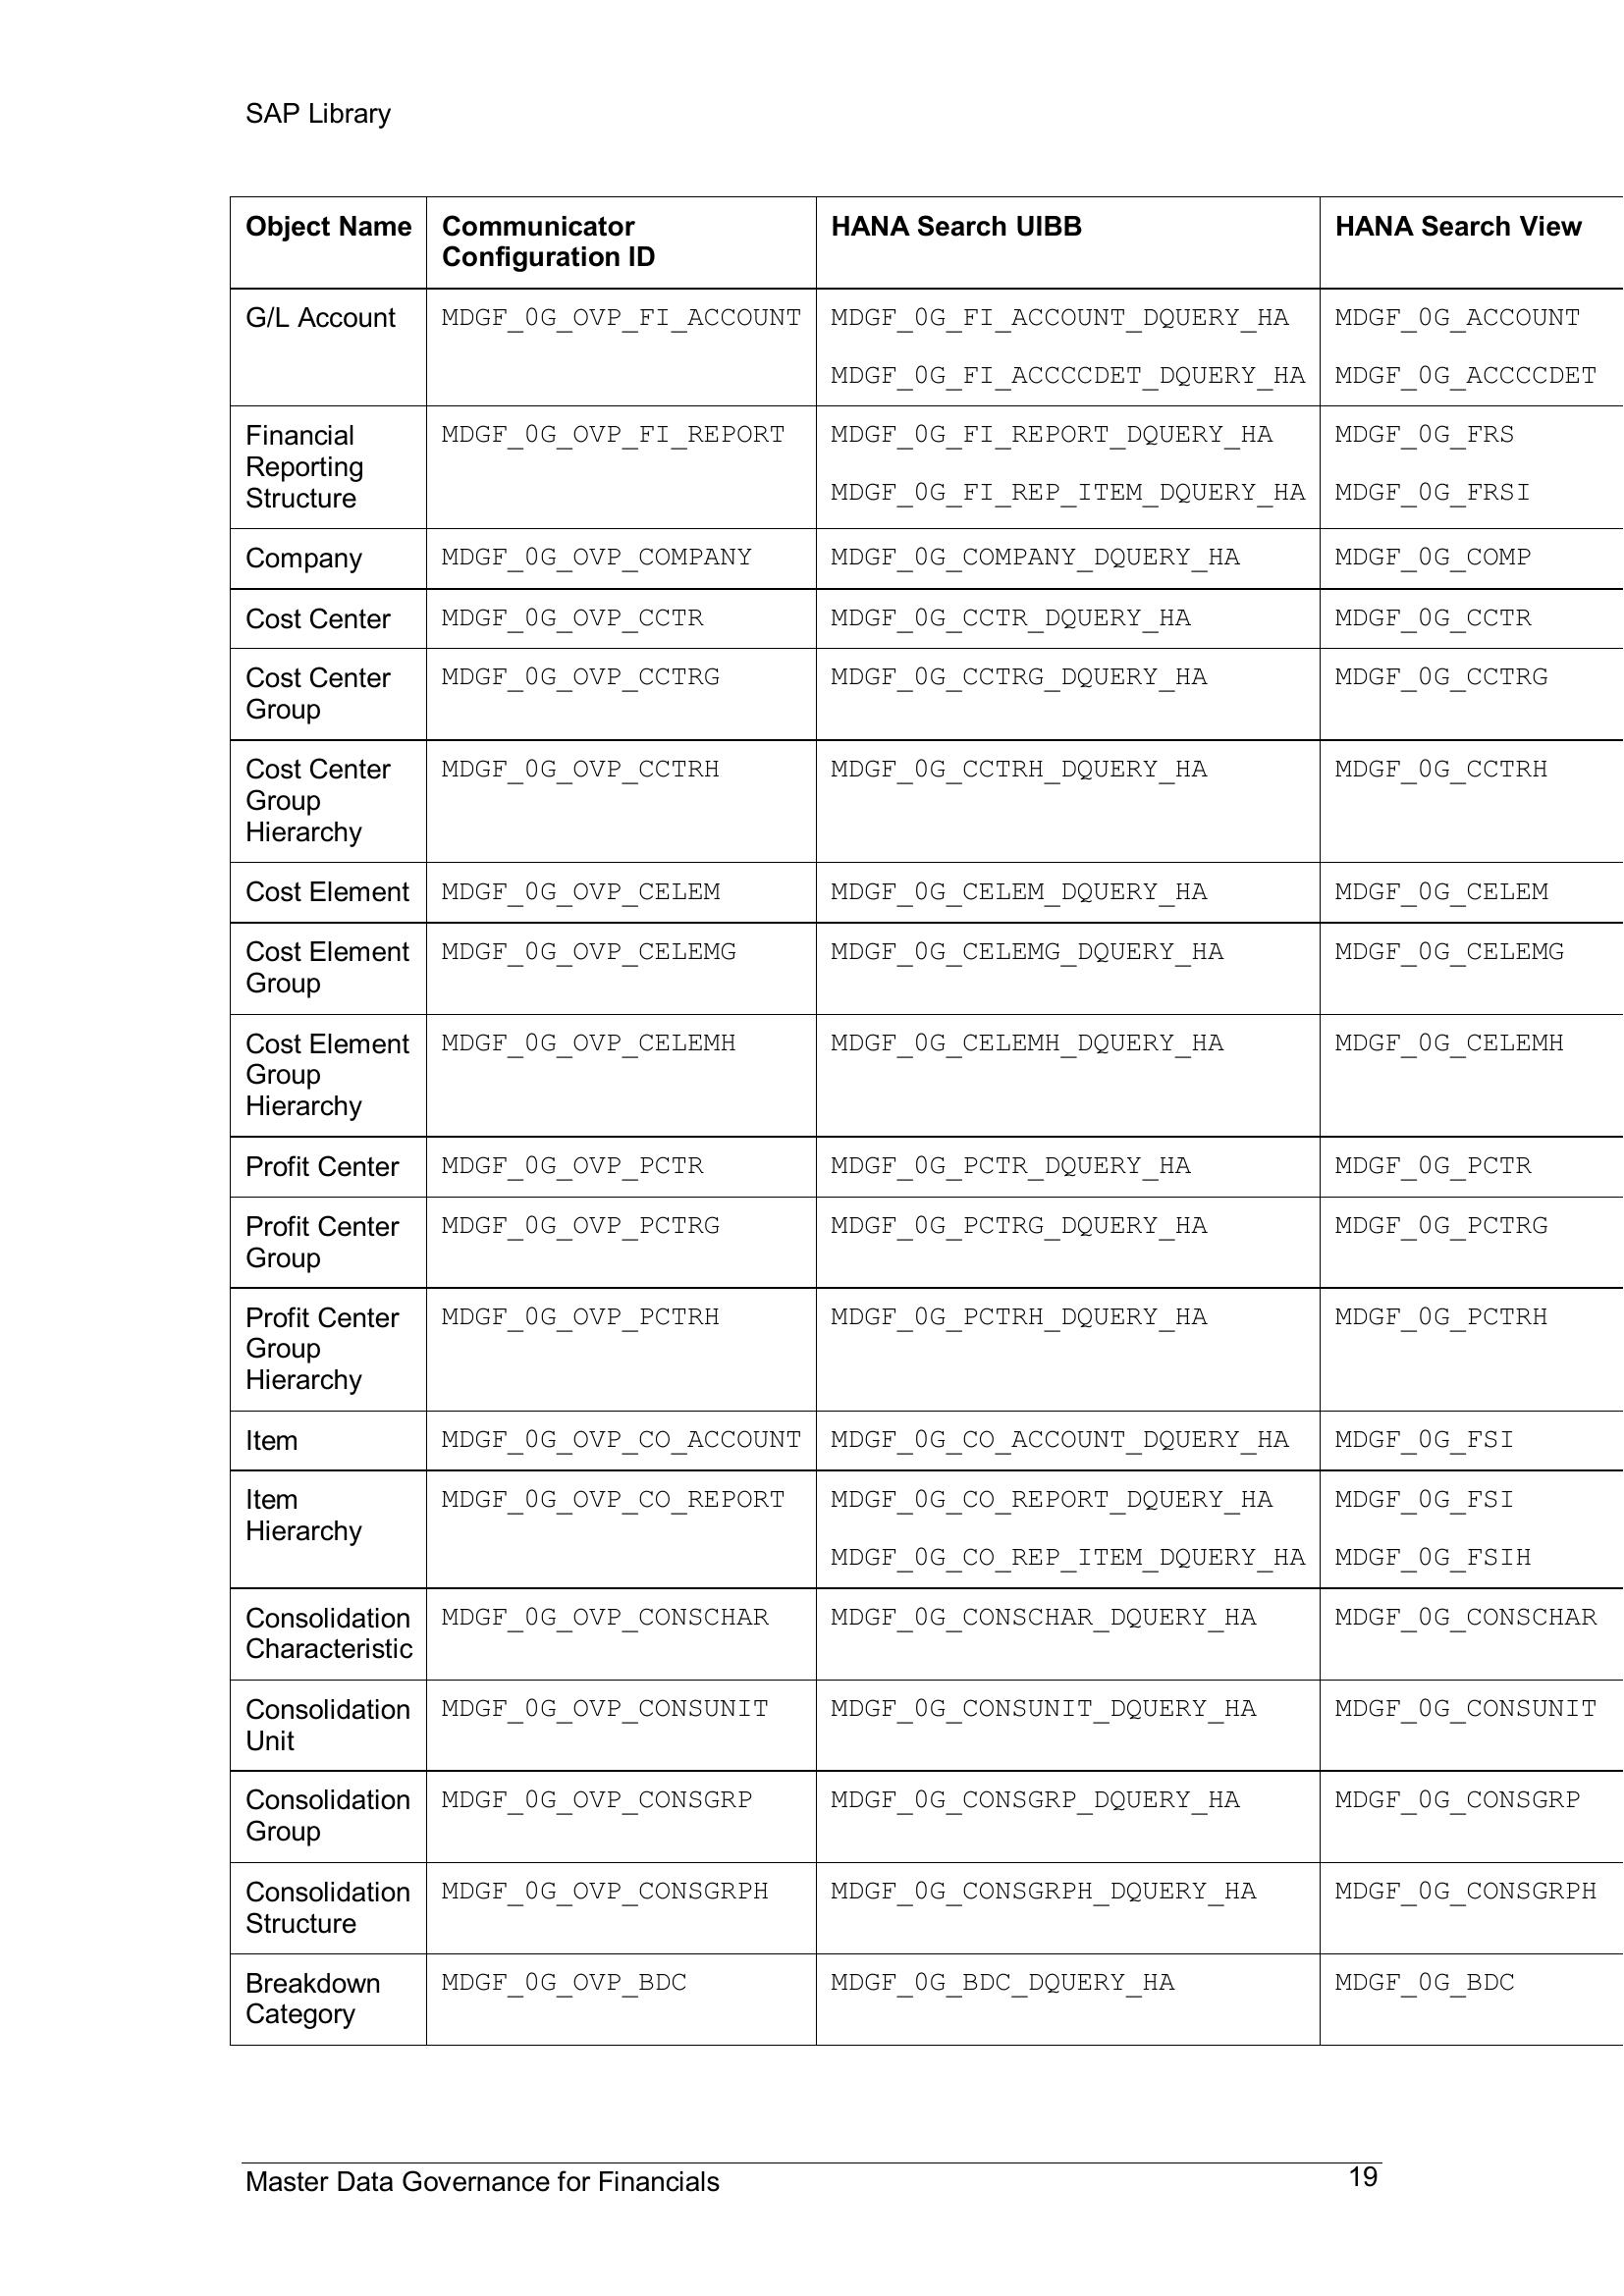 SAP Library
Object Name
Communicator
Configuration ID
HANA Search UIBB
HANA Search View
G/L Account
MDGF_0G_OVP_FI_ACCOUNT
MDGF_0G_FI_ACCOUNT_DQUERY_HA
MDGF_0G_FI_ACCCCDET_DQUERY_HA
MDGF_0G_ACCOUNT
MDGF_0G_ACCCCDET
Financial
Reporting
Structure
MDGF_0G_OVP_FI_REPORT
MDGF_0G_FI_REPORT_DQUERY_HA
MDGF_0G_FI_REP_ITEM_DQUERY_HA
MDGF_0G_FRS
MDGF_0G_FRSI
Company
MDGF_0G_OVP_COMPANY
MDGF_0G_COMPANY_DQUERY_HA
MDGF_0G_COMP
Cost Center
MDGF_0G_OVP_CCTR
MDGF_0G_CCTR_DQUERY_HA
MDGF_0G_CCTR
Cost Center
Group
MDGF_0G_OVP_CCTRG
MDGF_0G_CCTRG_DQUERY_HA
MDGF_0G_CCTRG
Cost Center
Group
Hierarchy
MDGF_0G_OVP_CCTRH
MDGF_0G_CCTRH_DQUERY_HA
MDGF_0G_CCTRH
Cost Element
MDGF_0G_OVP_CELEM
MDGF_0G_CELEM_DQUERY_HA
MDGF_0G_CELEM
Cost Element
Group
MDGF_0G_OVP_CELEMG
MDGF_0G_CELEMG_DQUERY_HA
MDGF_0G_CELEMG
Cost Element
Group
Hierarchy
MDGF_0G_OVP_CELEMH
MDGF_0G_CELEMH_DQUERY_HA
MDGF_0G_CELEMH
Profit Center
MDGF_0G_OVP_PCTR
MDGF_0G_PCTR_DQUERY_HA
MDGF_0G_PCTR
Profit Center
Group
MDGF_0G_OVP_PCTRG
MDGF_0G_PCTRG_DQUERY_HA
MDGF_0G_PCTRG
Profit Center
Group
Hierarchy
MDGF_0G_OVP_PCTRH
MDGF_0G_PCTRH_DQUERY_HA
MDGF_0G_PCTRH
Item
MDGF_0G_OVP_CO_ACCOUNT
MDGF_0G_CO_ACCOUNT_DQUERY_HA
MDGF_0G_FSI
Item
Hierarchy
MDGF_0G_OVP_CO_REPORT
MDGF_0G_CO_REPORT_DQUERY_HA
MDGF_0G_CO_REP_ITEM_DQUERY_HA
MDGF_0G_FSI
MDGF_0G_FSIH
Consolidation
Characteristic
MDGF_0G_OVP_CONSCHAR
MDGF_0G_CONSCHAR_DQUERY_HA
MDGF_0G_CONSCHAR
Consolidation
Unit
MDGF_0G_OVP_CONSUNIT
MDGF_0G_CONSUNIT_DQUERY_HA
MDGF_0G_CONSUNIT
Consolidation
Group
MDGF_0G_OVP_CONSGRP
MDGF_0G_CONSGRP_DQUERY_HA
MDGF_0G_CONSGRP
Consolidation
Structure
MDGF_0G_OVP_CONSGRPH
MDGF_0G_CONSGRPH_DQUERY_HA
MDGF_0G_CONSGRPH
Breakdown
Category
MDGF_0G_OVP_BDC
MDGF_0G_BDC_DQUERY_HA
MDGF_0G_BDC
Master Data Governance for Financials
19